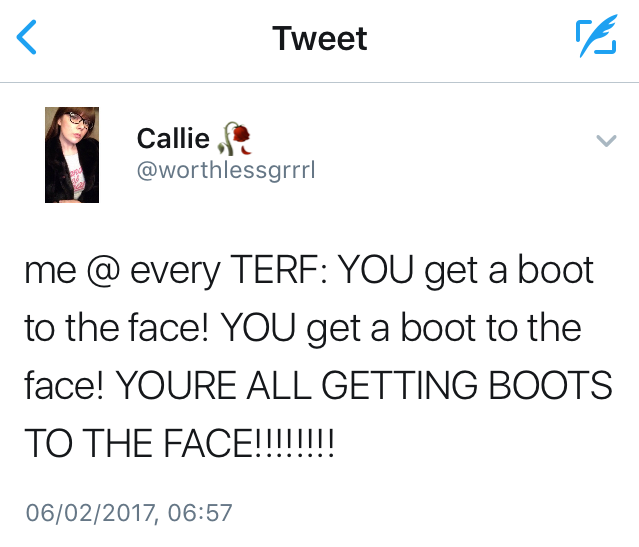 Tweet
Callie 🥀
@worthlessgrrrl
me @ every TERF: YOU get a boot
to the face! YOU get a boot to the
face! YOURE ALL GETTING BOOTS
TO THE FACE!!!!!!!!
06/02/2017, 06:57